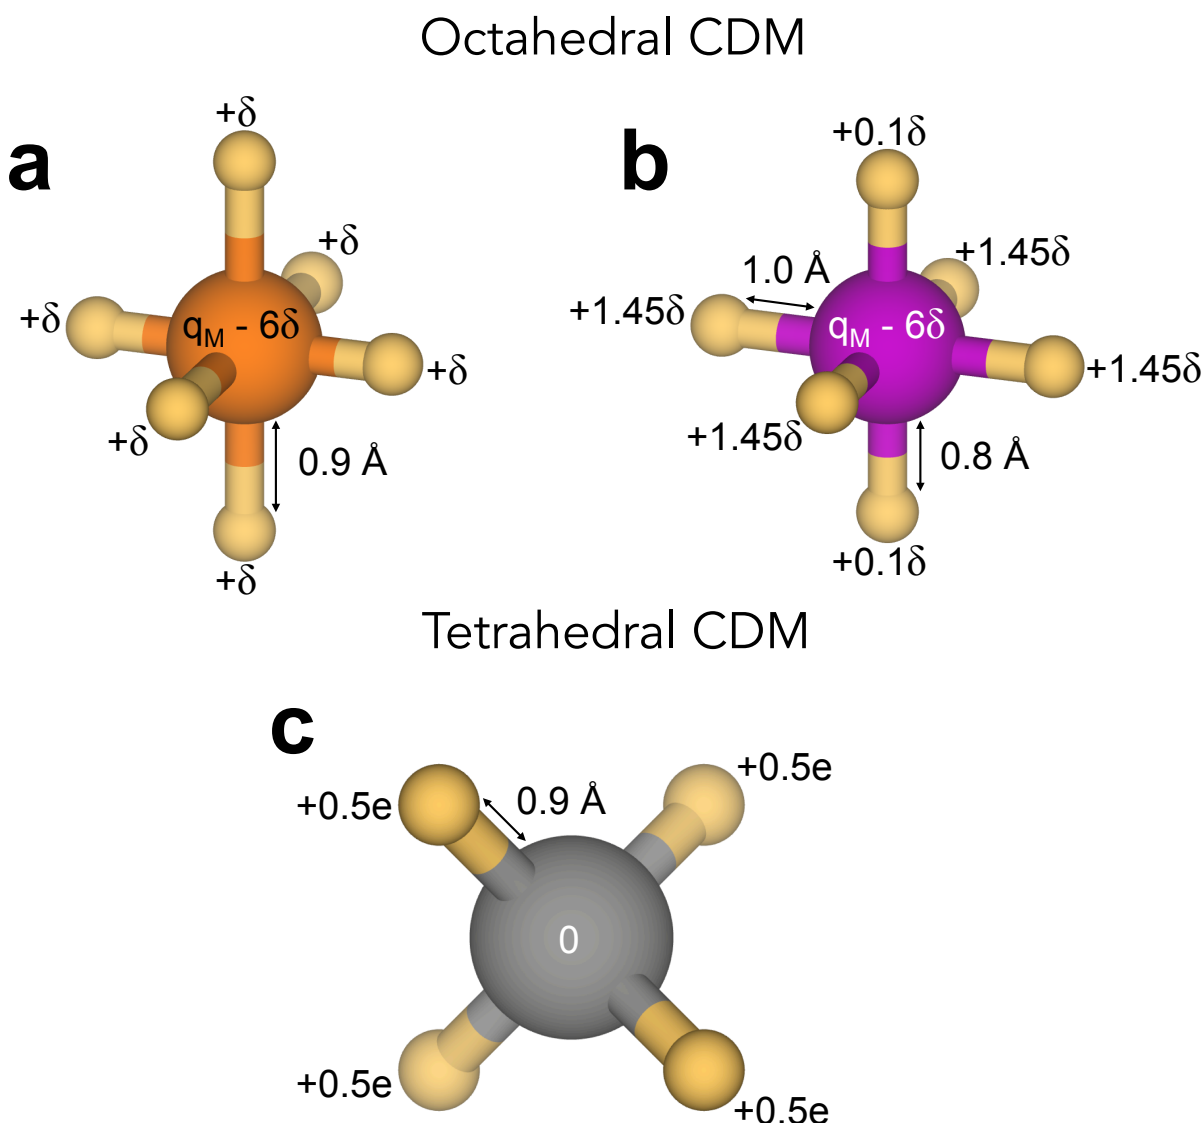 Octahedral CDM
a
+δ
+δ
+δ
qM - 6δ
+δ
+δ
0.9 Å
+δ
b
+0.1δ
+1.45δ
1.0 Å
+1.45δ
qM - 6δ
+1.45δ
+1.45δ
0.8 Å
+0.1δ
Tetrahedral CDM
c
+0.5e
0.9 Å
+0.5e
0
+0.5e
+0.5e